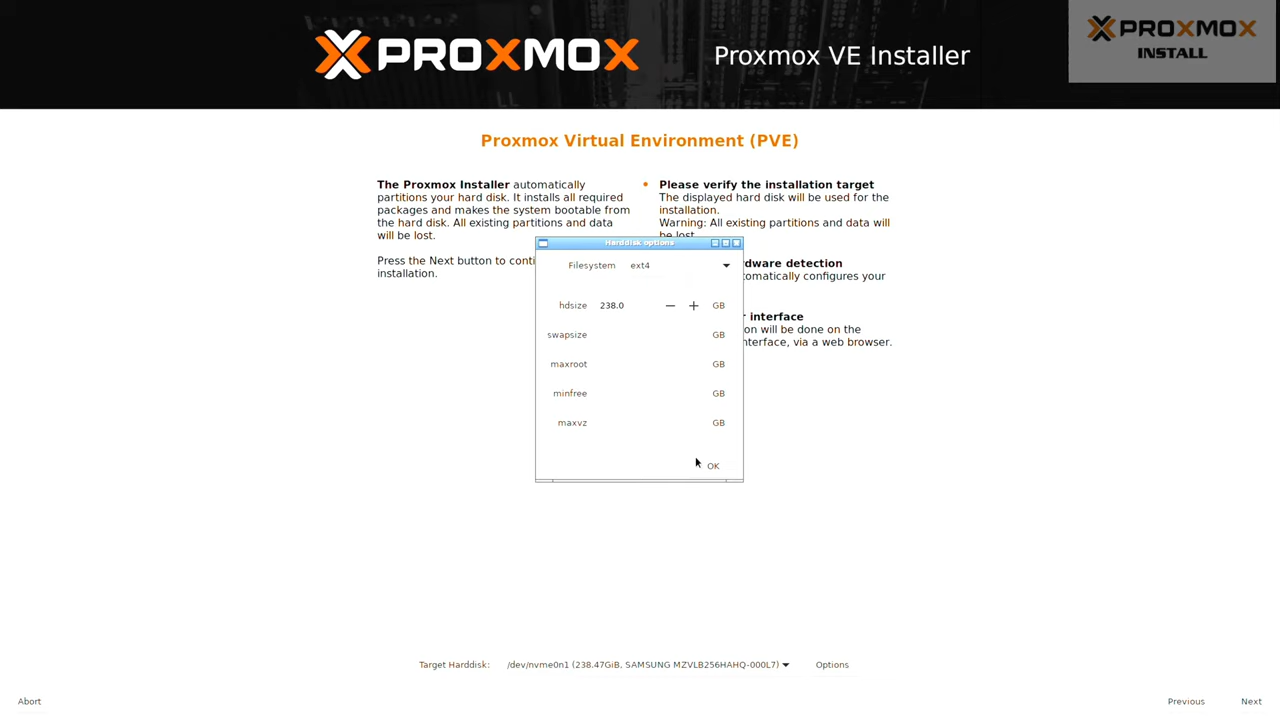 PROXMOX
Proxmox VE Installer
PROXMOX
INSTALL
Proxmox Virtual Environment (PVE)
The Proxmox Installer automatically
partitions your hard disk. It installs all required
packages and makes the system bootable from
the hard disk. All existing partitions and data
will be lost.
Press the Next button to conti
installation.
Please verify the installation target
The displayed hard disk will be used for the
installation.
Warning: All existing partitions and data will
be lost
dware detection
omatically configures your
r interface
on will be done on the
nterface, via a web browser.
Harddisk options
Filesystem ext4
hdsize 238.0 − + GB
swapsize GB
maxroot GB
minfree GB
maxvz GB
OK
Target Harddisk: /dev/nvme0n1 (238.47GiB, SAMSUNG MZVLB256HAHQ-000L7) Options
Abort Previous Next